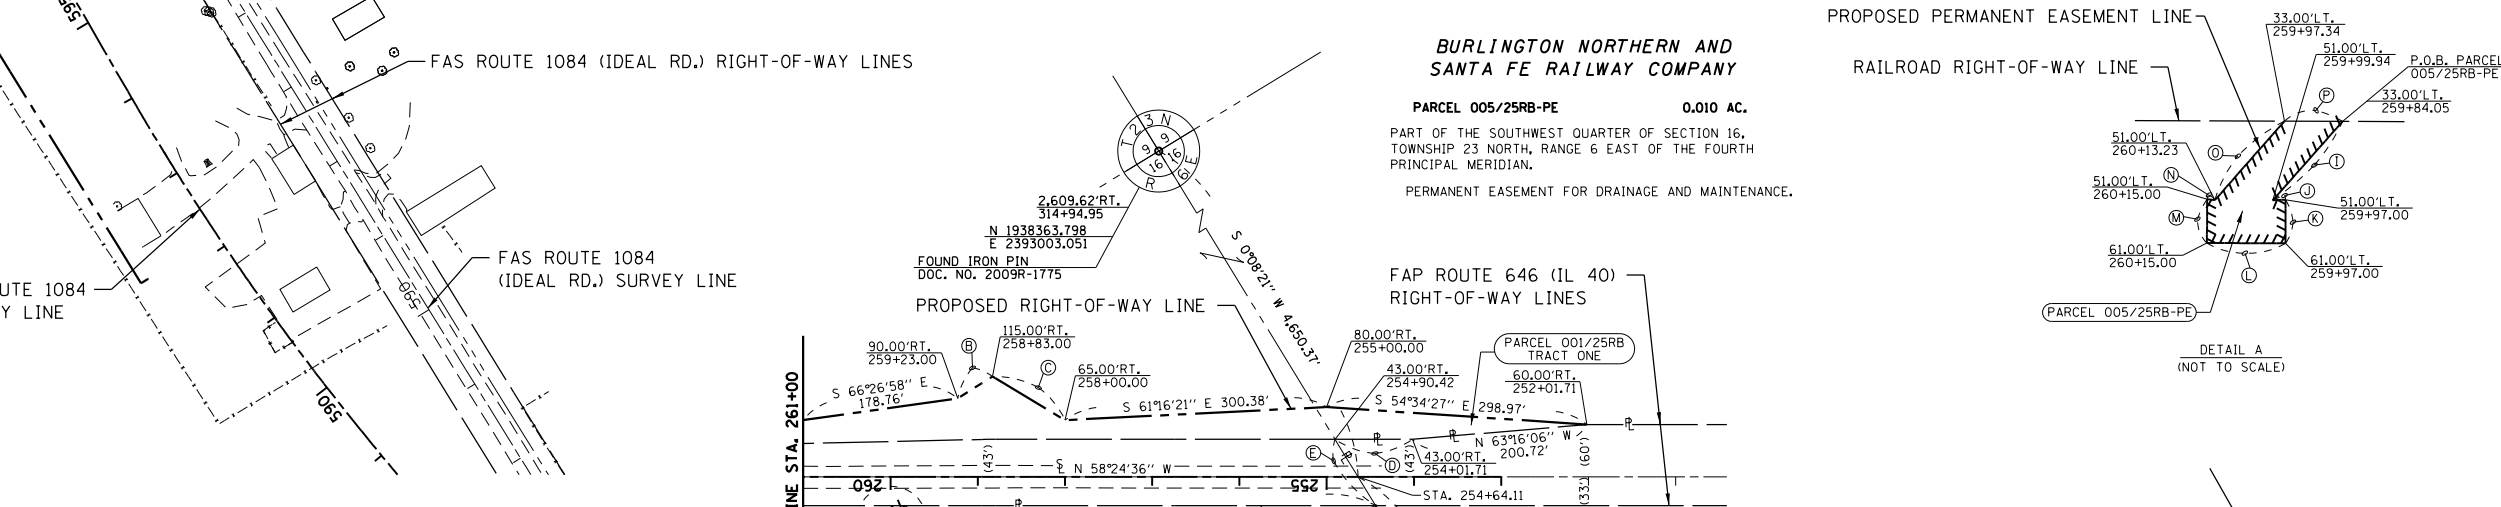 595
FAS ROUTE 1084 (IDEAL RD.) RIGHT-OF-WAY LINES
FAS ROUTE 1084
(IDEAL RD.) SURVEY LINE
UTE 1084
Y LINE
590
590
T 23 N
R 6 E
9 9
16 16
2,609.62'RT.
314+94.95
N 1938363.798
E 2393003.051
FOUND IRON PIN
DOC. NO. 2009R-1775
S 0°08'21" W 4,650.37'
BURLINGTON NORTHERN AND
SANTA FE RAILWAY COMPANY
PARCEL 005/25RB-PE 0.010 AC.
PART OF THE SOUTHWEST QUARTER OF SECTION 16,
TOWNSHIP 23 NORTH, RANGE 6 EAST OF THE FOURTH
PRINCIPAL MERIDIAN.
PERMANENT EASEMENT FOR DRAINAGE AND MAINTENANCE.
FAP ROUTE 646 (IL 40)
RIGHT-OF-WAY LINES
PROPOSED RIGHT-OF-WAY LINE
INE STA. 261+00
90.00'RT.
259+23.00
B
115.00'RT.
258+83.00
C
65.00'RT.
258+00.00
80.00'RT.
255+00.00
43.00'RT.
254+90.42
PARCEL 001/25RB
TRACT ONE
60.00'RT.
252+01.71
S 66°26'58" E
178.76'
S 61°16'21" E 300.38'
S 54°34'27" E 298.97'
N 63°16'06" W
200.72'
43.00'RT.
254+01.71
E
D
(43')
(43')
(60')
(33')
N 58°24'36" W
260
255
STA. 254+64.11
PROPOSED PERMANENT EASEMENT LINE
RAILROAD RIGHT-OF-WAY LINE
33.00'LT.
259+97.34
51.00'LT.
259+99.94
P.O.B. PARCEL
005/25RB-PE
33.00'LT.
259+84.05
P
51.00'LT.
260+13.23
O
I
N
J
51.00'LT.
260+15.00
51.00'LT.
259+97.00
M
K
61.00'LT.
260+15.00
L
61.00'LT.
259+97.00
PARCEL 005/25RB-PE
DETAIL A
(NOT TO SCALE)